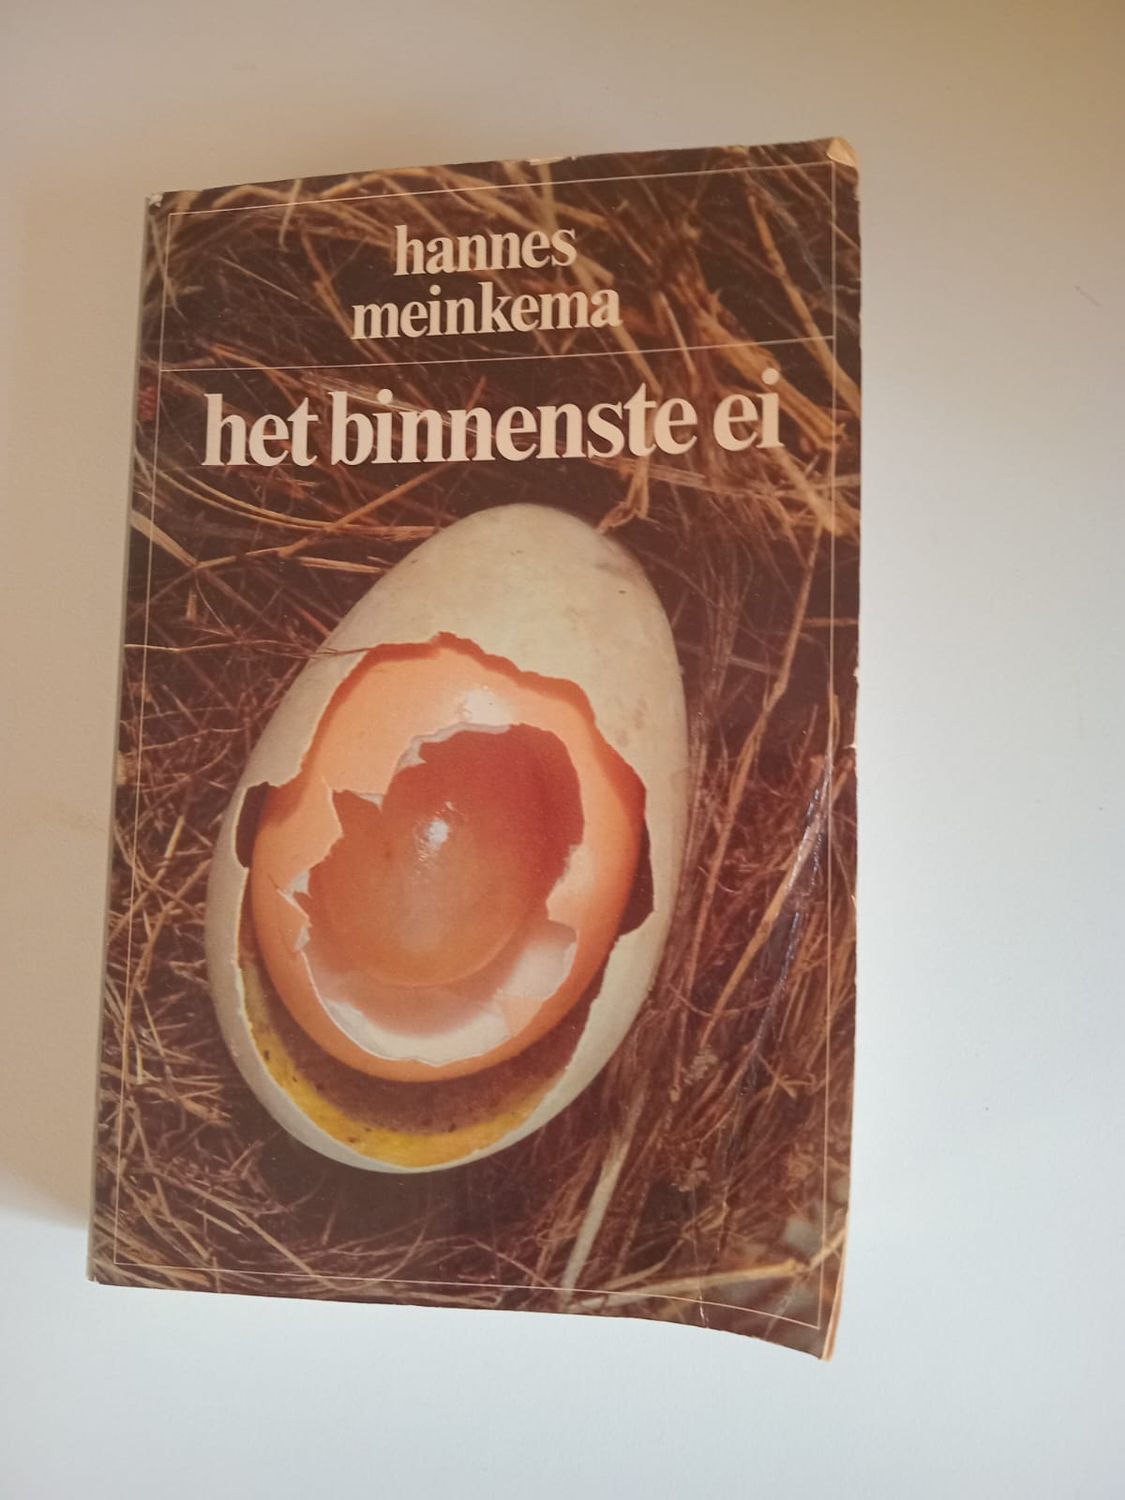 hannes
meinkema
het binnenste ei